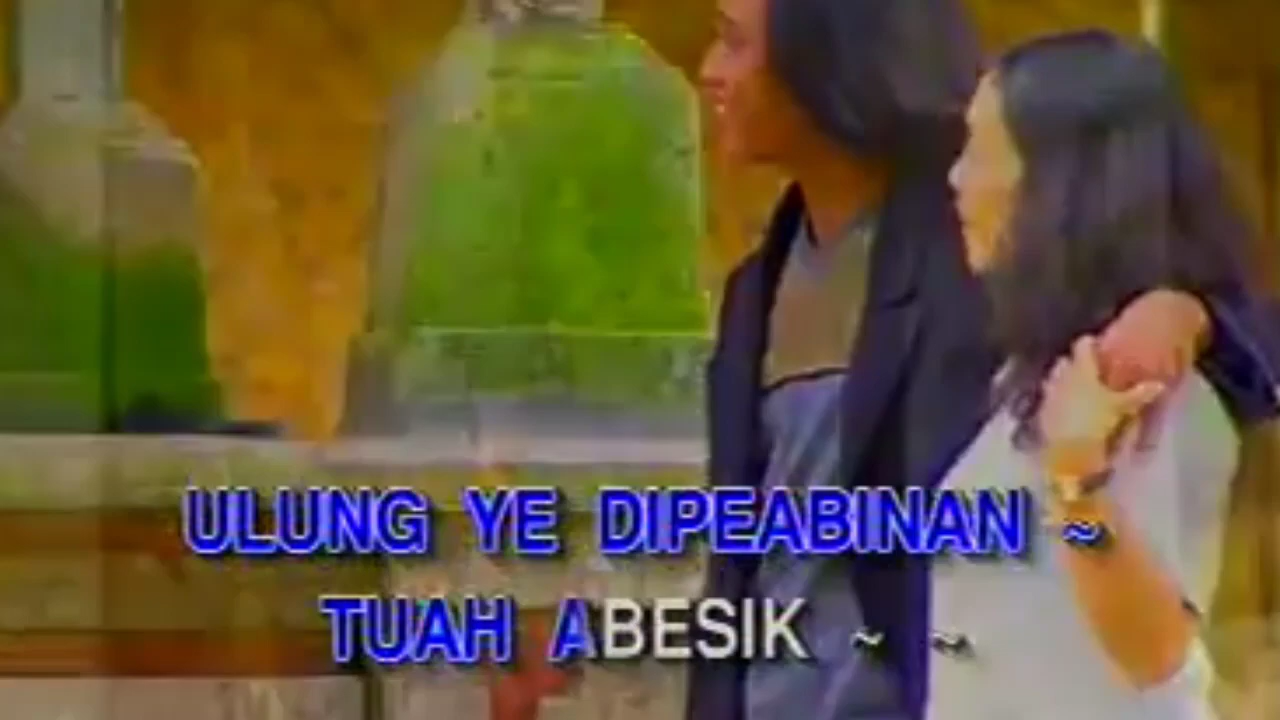 ULUNG YE DIPEABINAN ~
TUAH ABESIK ~ ~